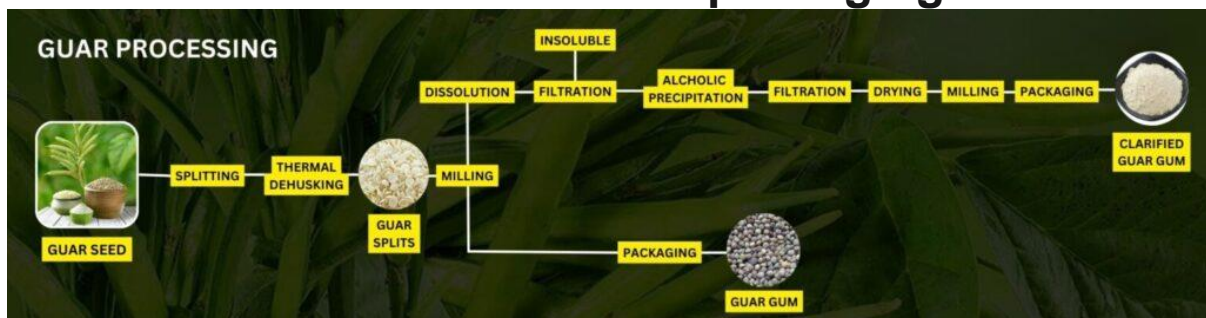 GUAR PROCESSING
INSOLUBLE
DISSOLUTION
FILTRATION
ALCHOLIC
PRECIPITATION
FILTRATION
DRYING
MILLING
PACKAGING
CLARIFIED
GUAR GUM
SPLITTING
THERMAL
DEHUSKING
MILLING
GUAR
SPLITS
GUAR SEED
PACKAGING
GUAR GUM